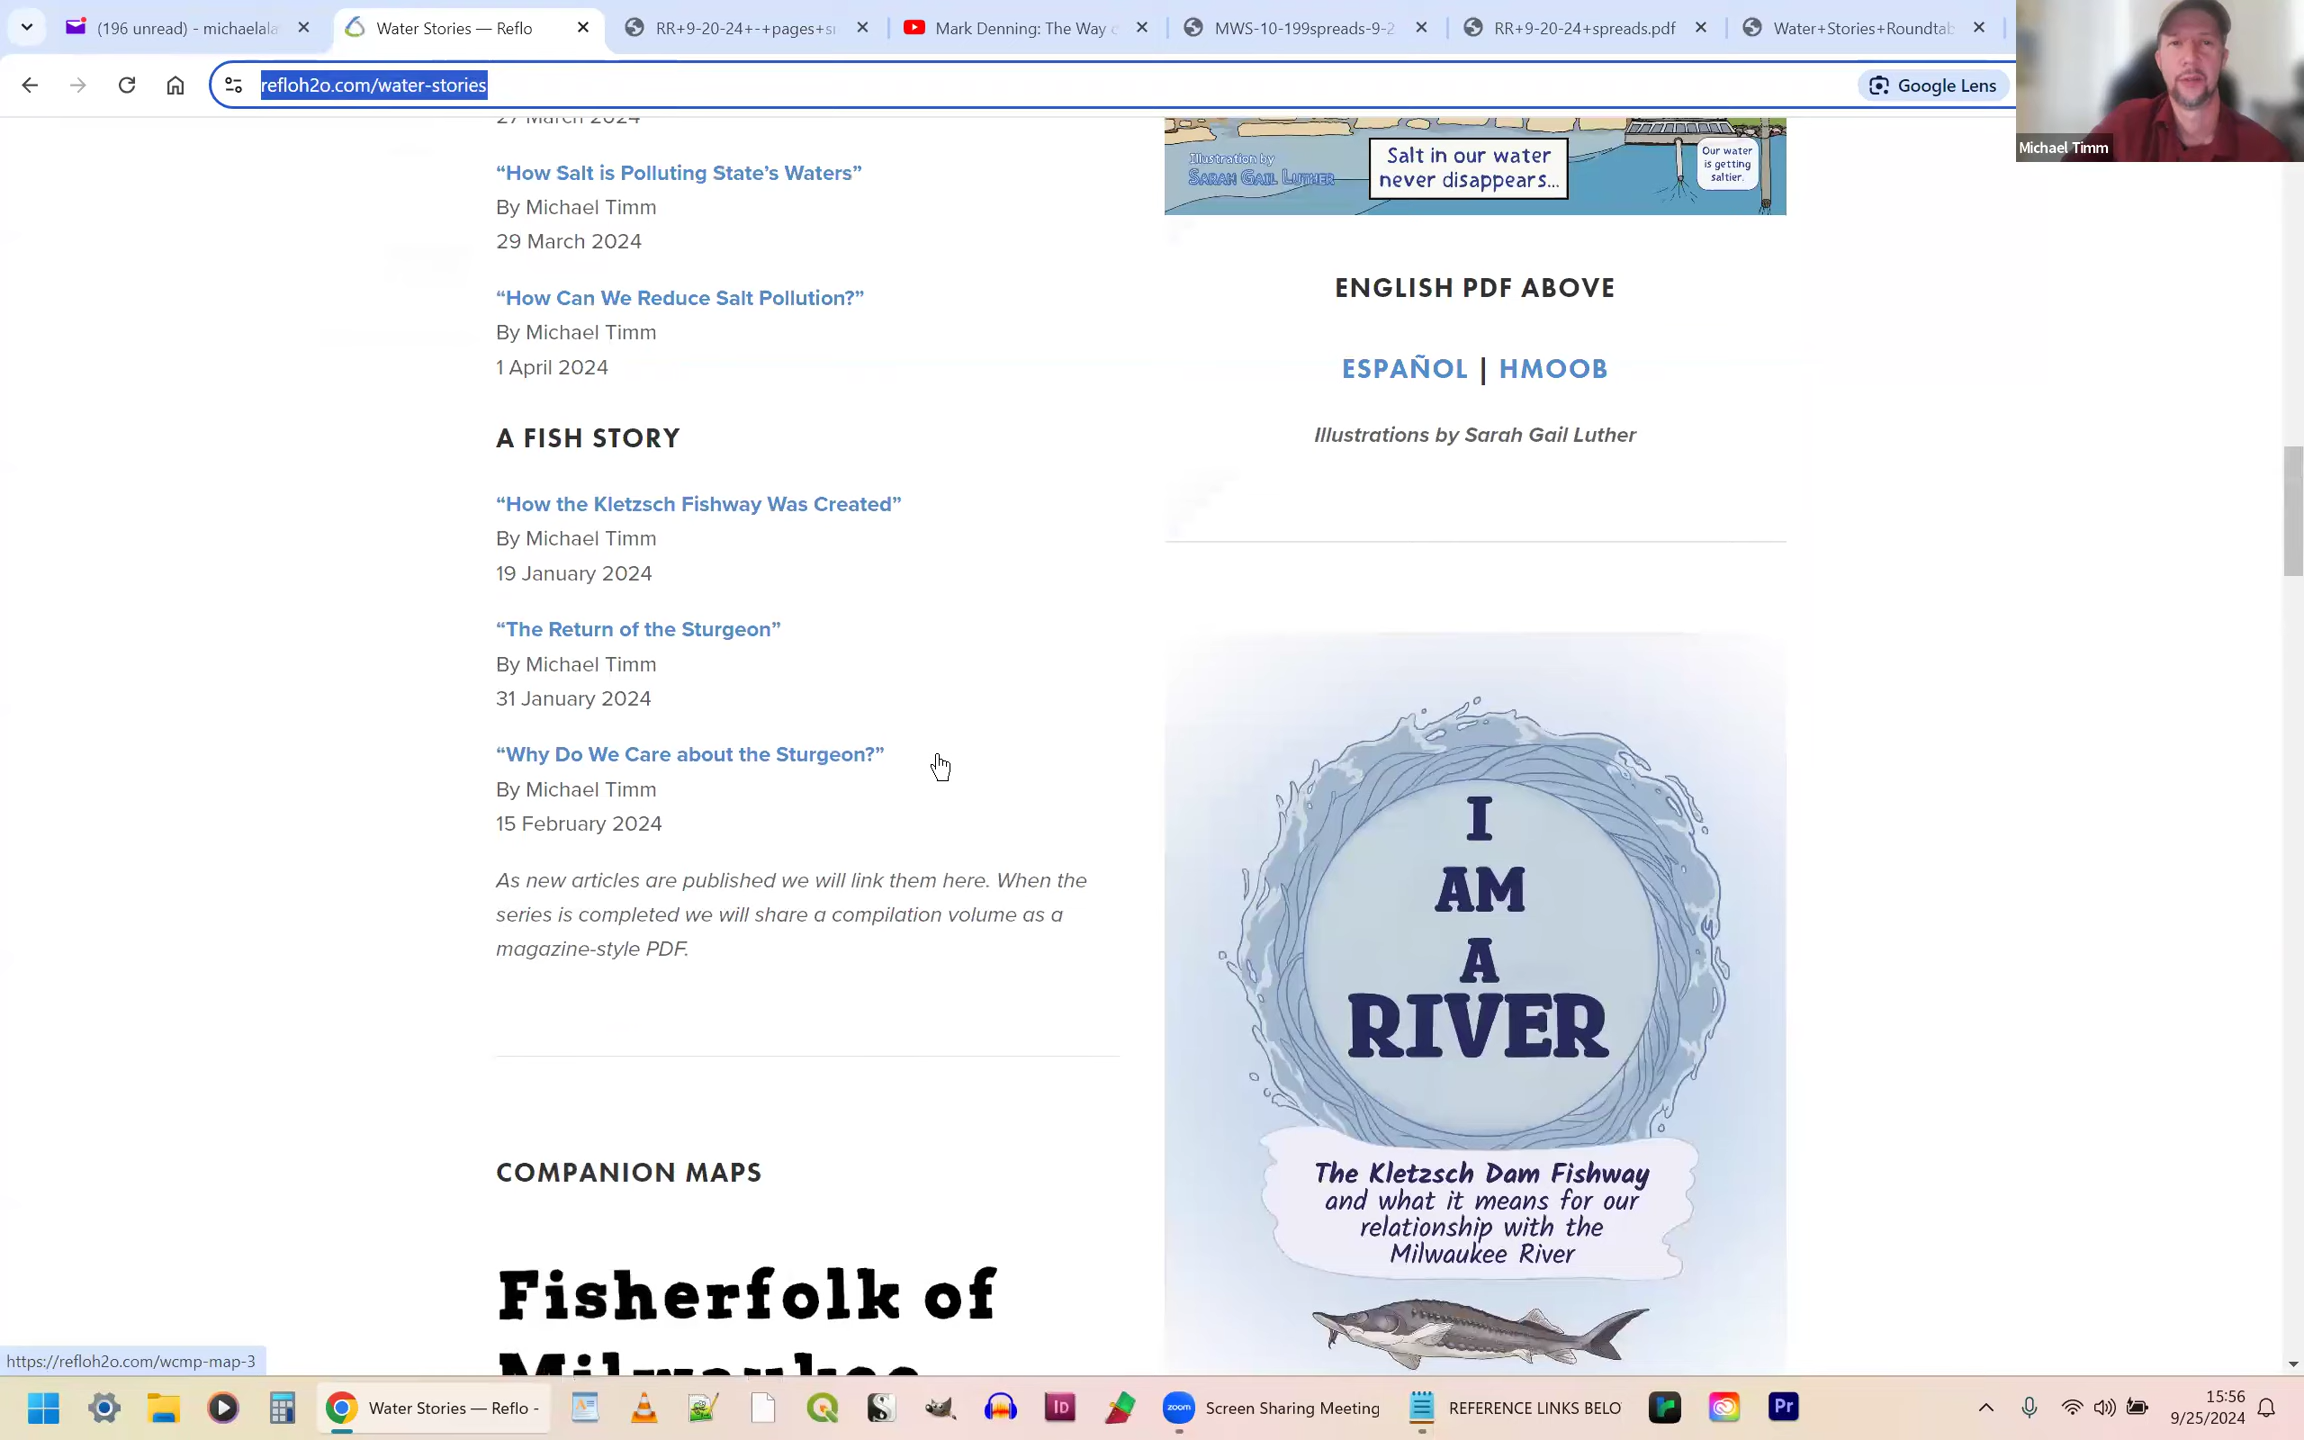 (196 unread) - michaelala
Water Stories — Reflo
RR+9-20-24+-+pages+s
Mark Denning: The Way
MWS-10-199spreads-9-2
RR+9-20-24+spreads.pdf
Water+Stories+Roundtab
refloh2o.com/water-stories
Google Lens
Michael Timm
27 March 2024
“How Salt is Polluting State’s Waters”
By Michael Timm
29 March 2024
“How Can We Reduce Salt Pollution?”
By Michael Timm
1 April 2024
A FISH STORY
“How the Kletzsch Fishway Was Created”
By Michael Timm
19 January 2024
“The Return of the Sturgeon”
By Michael Timm
31 January 2024
“Why Do We Care about the Sturgeon?”
By Michael Timm
15 February 2024
As new articles are published we will link them here. When the
series is completed we will share a compilation volume as a
magazine-style PDF.
COMPANION MAPS
Fisherfolk of
Milwaukee
Illustration by
SARAH GAIL LUTHER
Salt in our water
never disappears...
Our water
is getting
saltier.
ENGLISH PDF ABOVE
ESPAÑOL | HMOOB
Illustrations by Sarah Gail Luther
I
AM
A
RIVER
The Kletzsch Dam Fishway
and what it means for our
relationship with the
Milwaukee River
https://refloh2o.com/wcmp-map-3
Water Stories — Reflo -
Id
zoom
Screen Sharing Meeting
REFERENCE LINKS BELO
Pr
15:56
9/25/2024